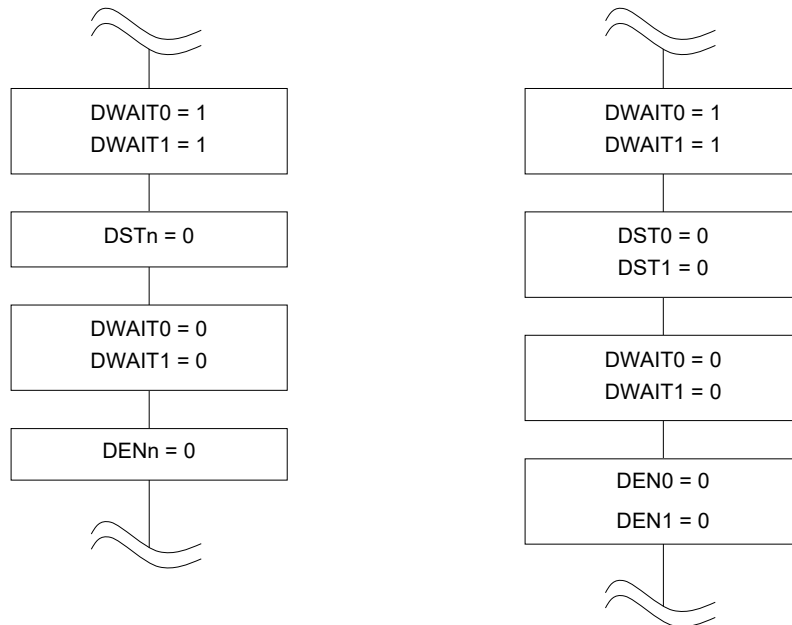 DWAIT0 = 1
DWAIT1 = 1
DSTn = 0
DWAIT0 = 0
DWAIT1 = 0
DENn = 0
DWAIT0 = 1
DWAIT1 = 1
DST0 = 0
DST1 = 0
DWAIT0 = 0
DWAIT1 = 0
DEN0 = 0
DEN1 = 0